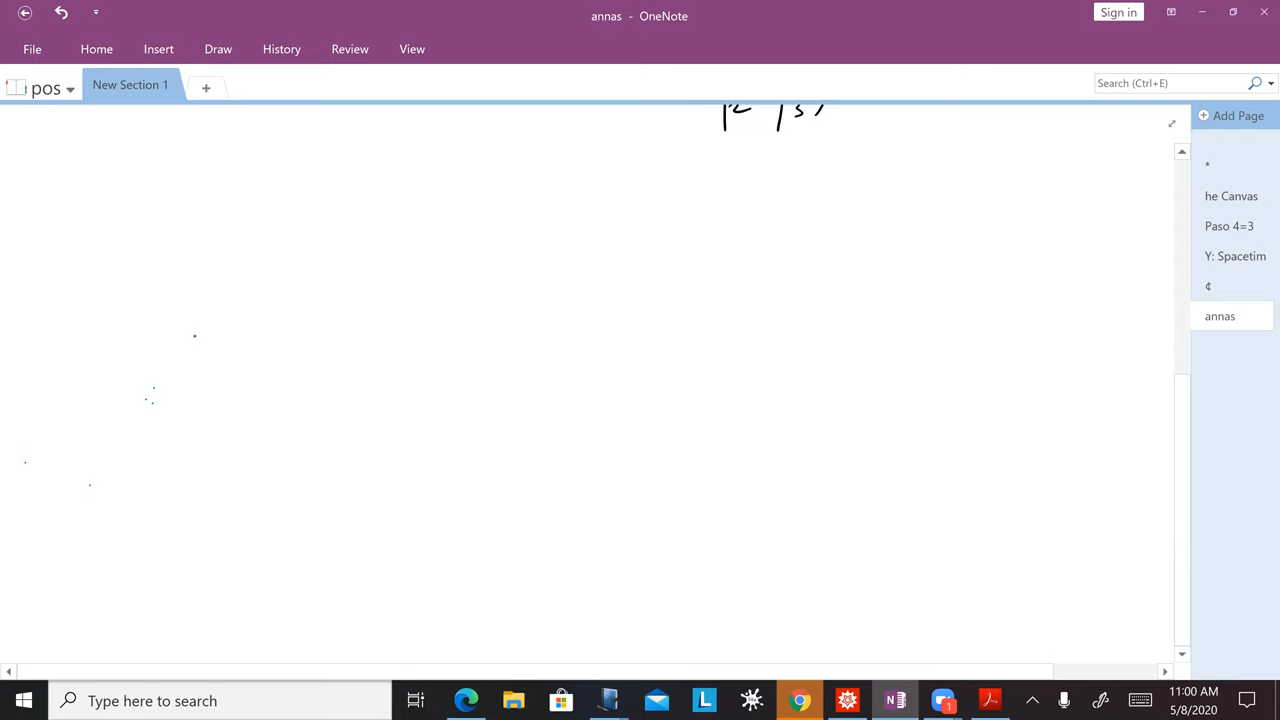 annas - OneNote
Sign in
File Home Insert Draw History Review View
pos New Section 1 +
Search (Ctrl+E)
Add Page
*
he Canvas
Paso 4=3
Y: Spacetim
¢
annas
Type here to search
L
1
11:00 AM
5/8/2020